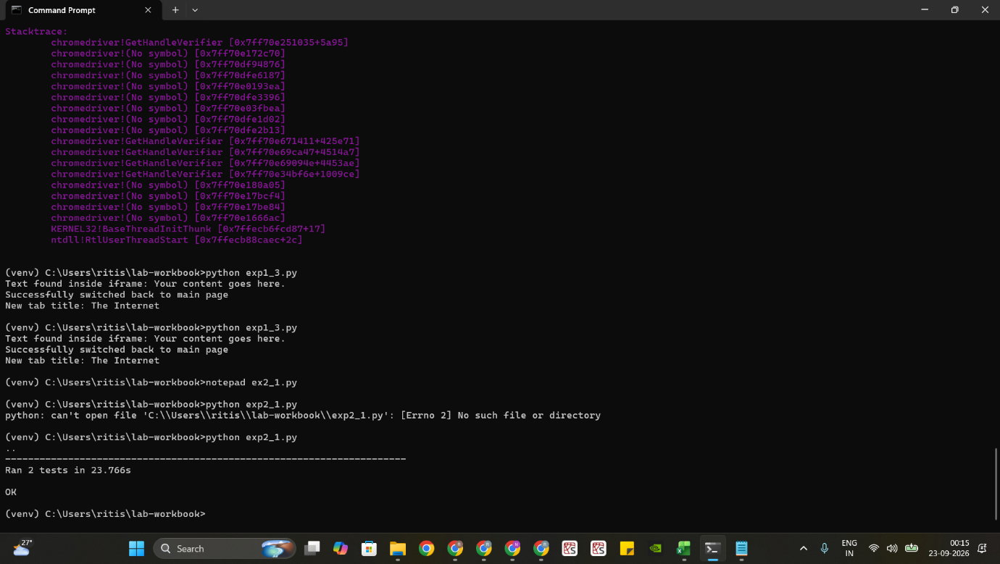 Command Prompt
Stacktrace:
chromedriver!GetHandleVerifier [0x7ff70e251035+5a95]
chromedriver!(No symbol) [0x7ff70e172c70]
chromedriver!(No symbol) [0x7ff70df94876]
chromedriver!(No symbol) [0x7ff70dfe6187]
chromedriver!(No symbol) [0x7ff70e0193ea]
chromedriver!(No symbol) [0x7ff70dfe3396]
chromedriver!(No symbol) [0x7ff70e03fbea]
chromedriver!(No symbol) [0x7ff70dfe1d02]
chromedriver!(No symbol) [0x7ff70dfe2b13]
chromedriver!GetHandleVerifier [0x7ff70e671411+425e71]
chromedriver!GetHandleVerifier [0x7ff70e69ca47+4514a7]
chromedriver!GetHandleVerifier [0x7ff70e69094e+4453ae]
chromedriver!GetHandleVerifier [0x7ff70e34bf6e+1009ce]
chromedriver!(No symbol) [0x7ff70e180a05]
chromedriver!(No symbol) [0x7ff70e17bcf4]
chromedriver!(No symbol) [0x7ff70e17be84]
chromedriver!(No symbol) [0x7ff70e1666ac]
KERNEL32!BaseThreadInitThunk [0x7ffecb6fcd87+17]
ntdll!RtlUserThreadStart [0x7ffecb88caec+2c]
(venv) C:\Users\ritis\lab-workbook>python exp1_3.py
Text found inside iframe: Your content goes here.
Successfully switched back to main page
New tab title: The Internet
(venv) C:\Users\ritis\lab-workbook>python exp1_3.py
Text found inside iframe: Your content goes here.
Successfully switched back to main page
New tab title: The Internet
(venv) C:\Users\ritis\lab-workbook>notepad ex2_1.py
(venv) C:\Users\ritis\lab-workbook>python exp2_1.py
python: can't open file 'C:\\Users\\ritis\\lab-workbook\\exp2_1.py': [Errno 2] No such file or directory
(venv) C:\Users\ritis\lab-workbook>python exp2_1.py
..
----------------------------------------------------------------------
Ran 2 tests in 23.766s
OK
(venv) C:\Users\ritis\lab-workbook>
27°
Search
ENG
IN
00:15
23-09-2026